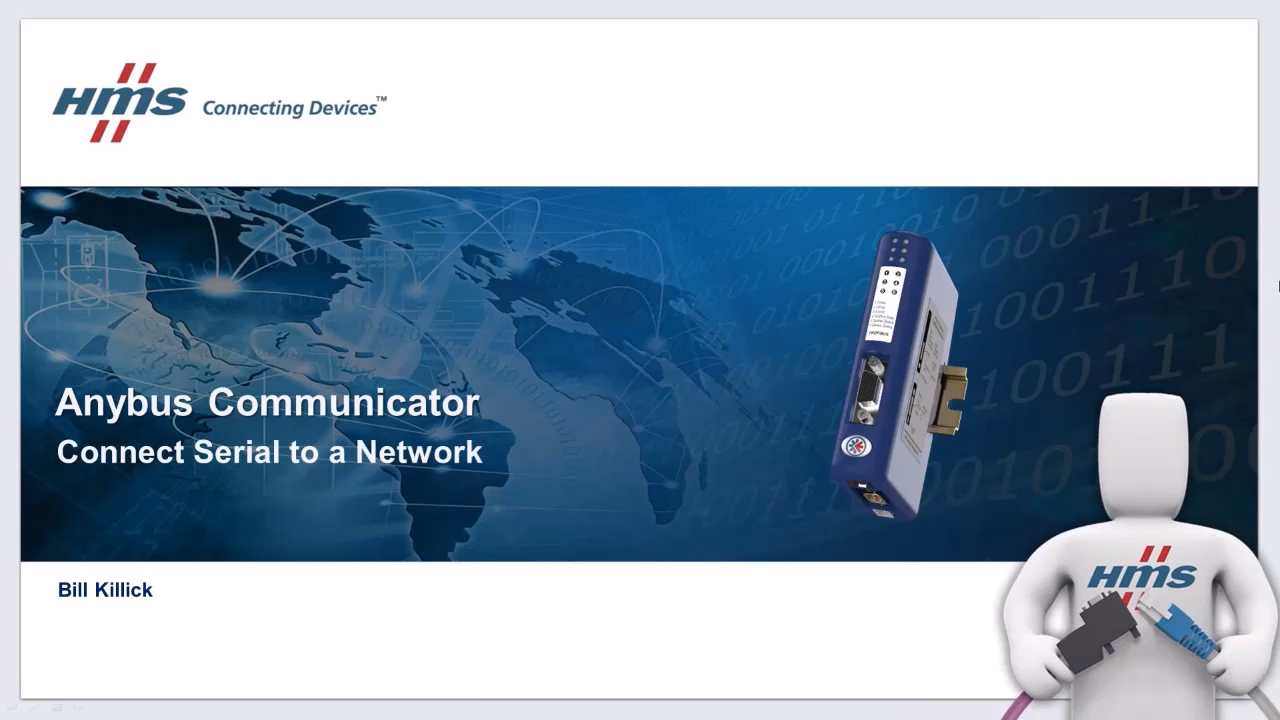 HMS Connecting Devices™
Anybus Communicator
Connect Serial to a Network
Bill Killick
HMS